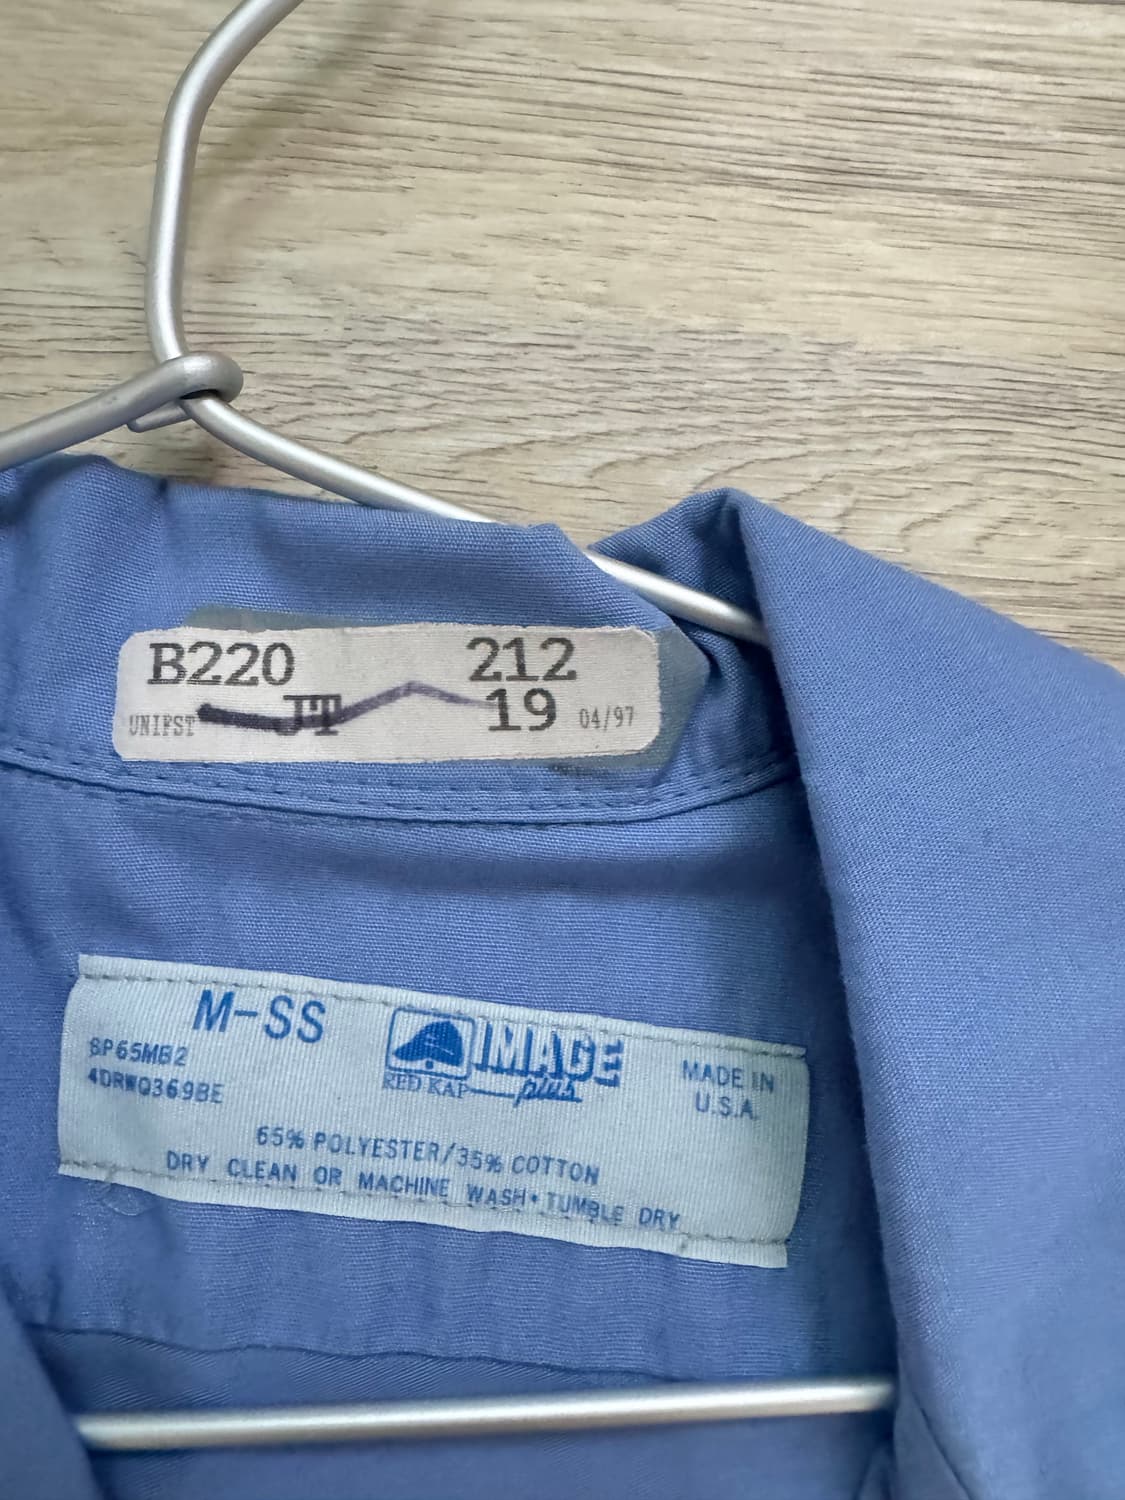 B220 212
UNIFST JT 19 04/97
M-SS
IMAGE
RED KAP plus
MADE IN
U.S.A.
SP65MB2
4DRWQ369BE
65% POLYESTER/35% COTTON
DRY CLEAN OR MACHINE WASH• TUMBLE DRY